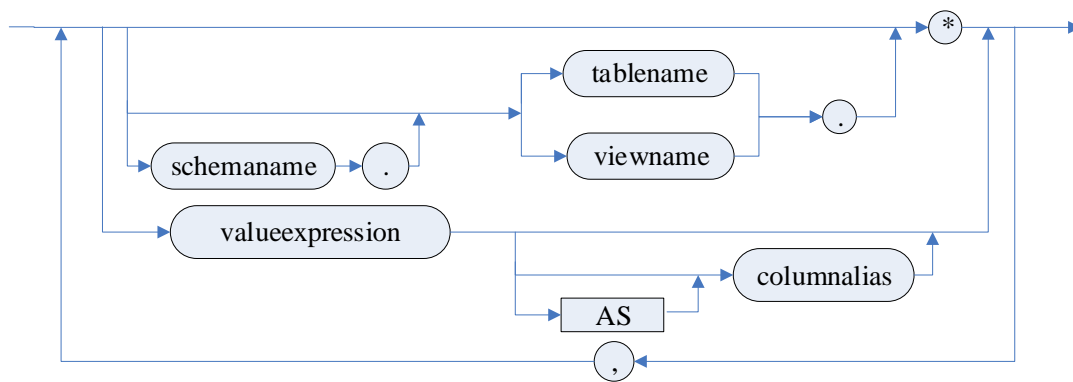 *
tablename
.
viewname
schemaname .
valueexpression
columnalias
AS
,